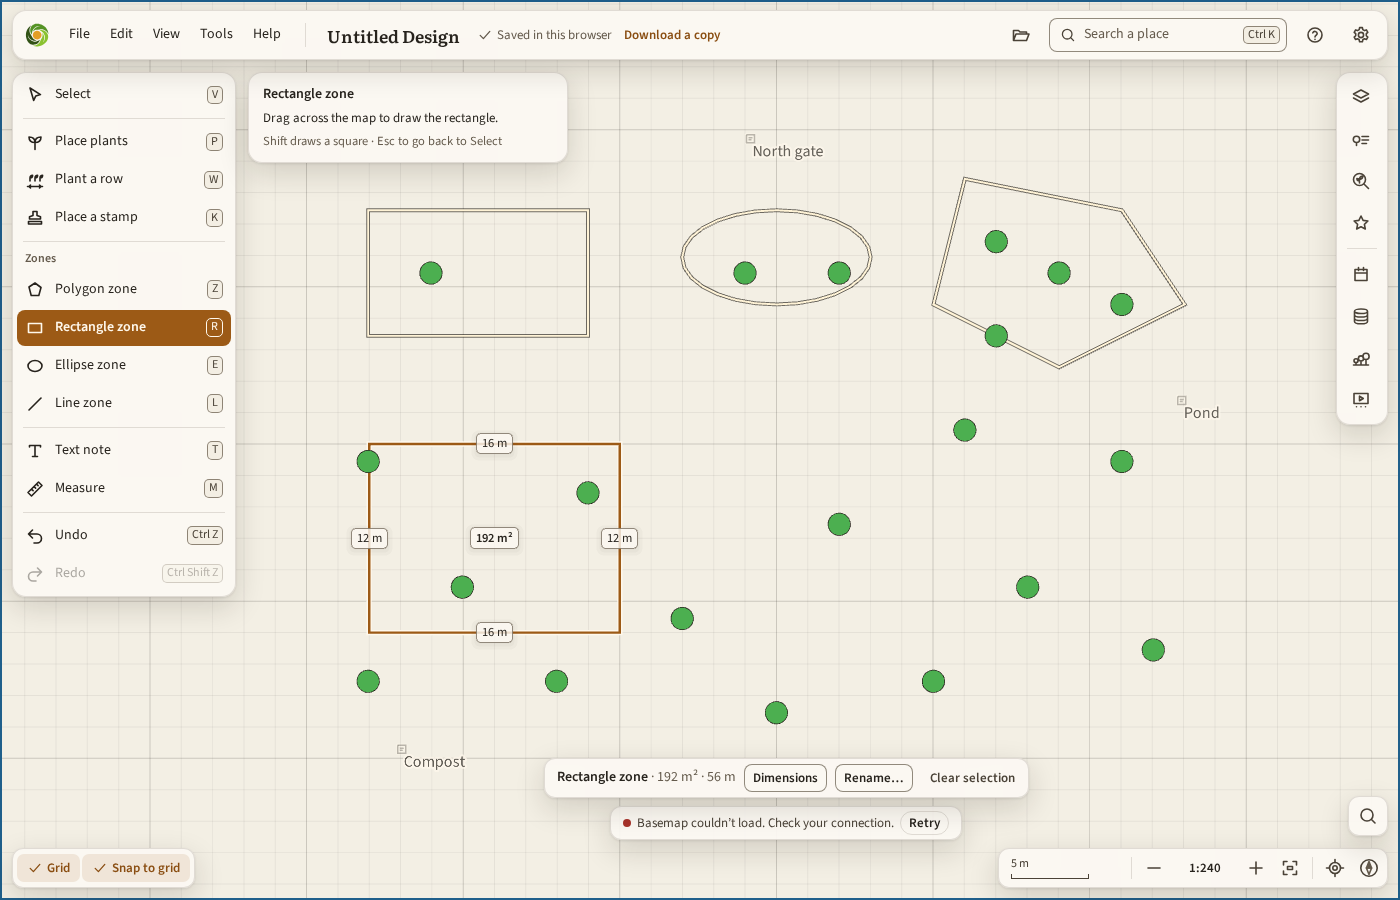 File Edit View Tools Help
Untitled Design
Saved in this browser Download a copy
Search a place Ctrl K
Select V
Place plants P
Plant a row W
Place a stamp K
Zones
Polygon zone Z
Rectangle zone R
Ellipse zone E
Line zone L
Text note T
Measure M
Undo Ctrl Z
Redo Ctrl Shift Z
Rectangle zone
Drag across the map to draw the rectangle.
Shift draws a square · Esc to go back to Select
North gate
Pond
16 m
12 m 192 m² 12 m
16 m
Compost
Rectangle zone · 192 m² · 56 m Dimensions Rename… Clear selection
Basemap couldn’t load. Check your connection. Retry
Grid Snap to grid
5 m 1:240